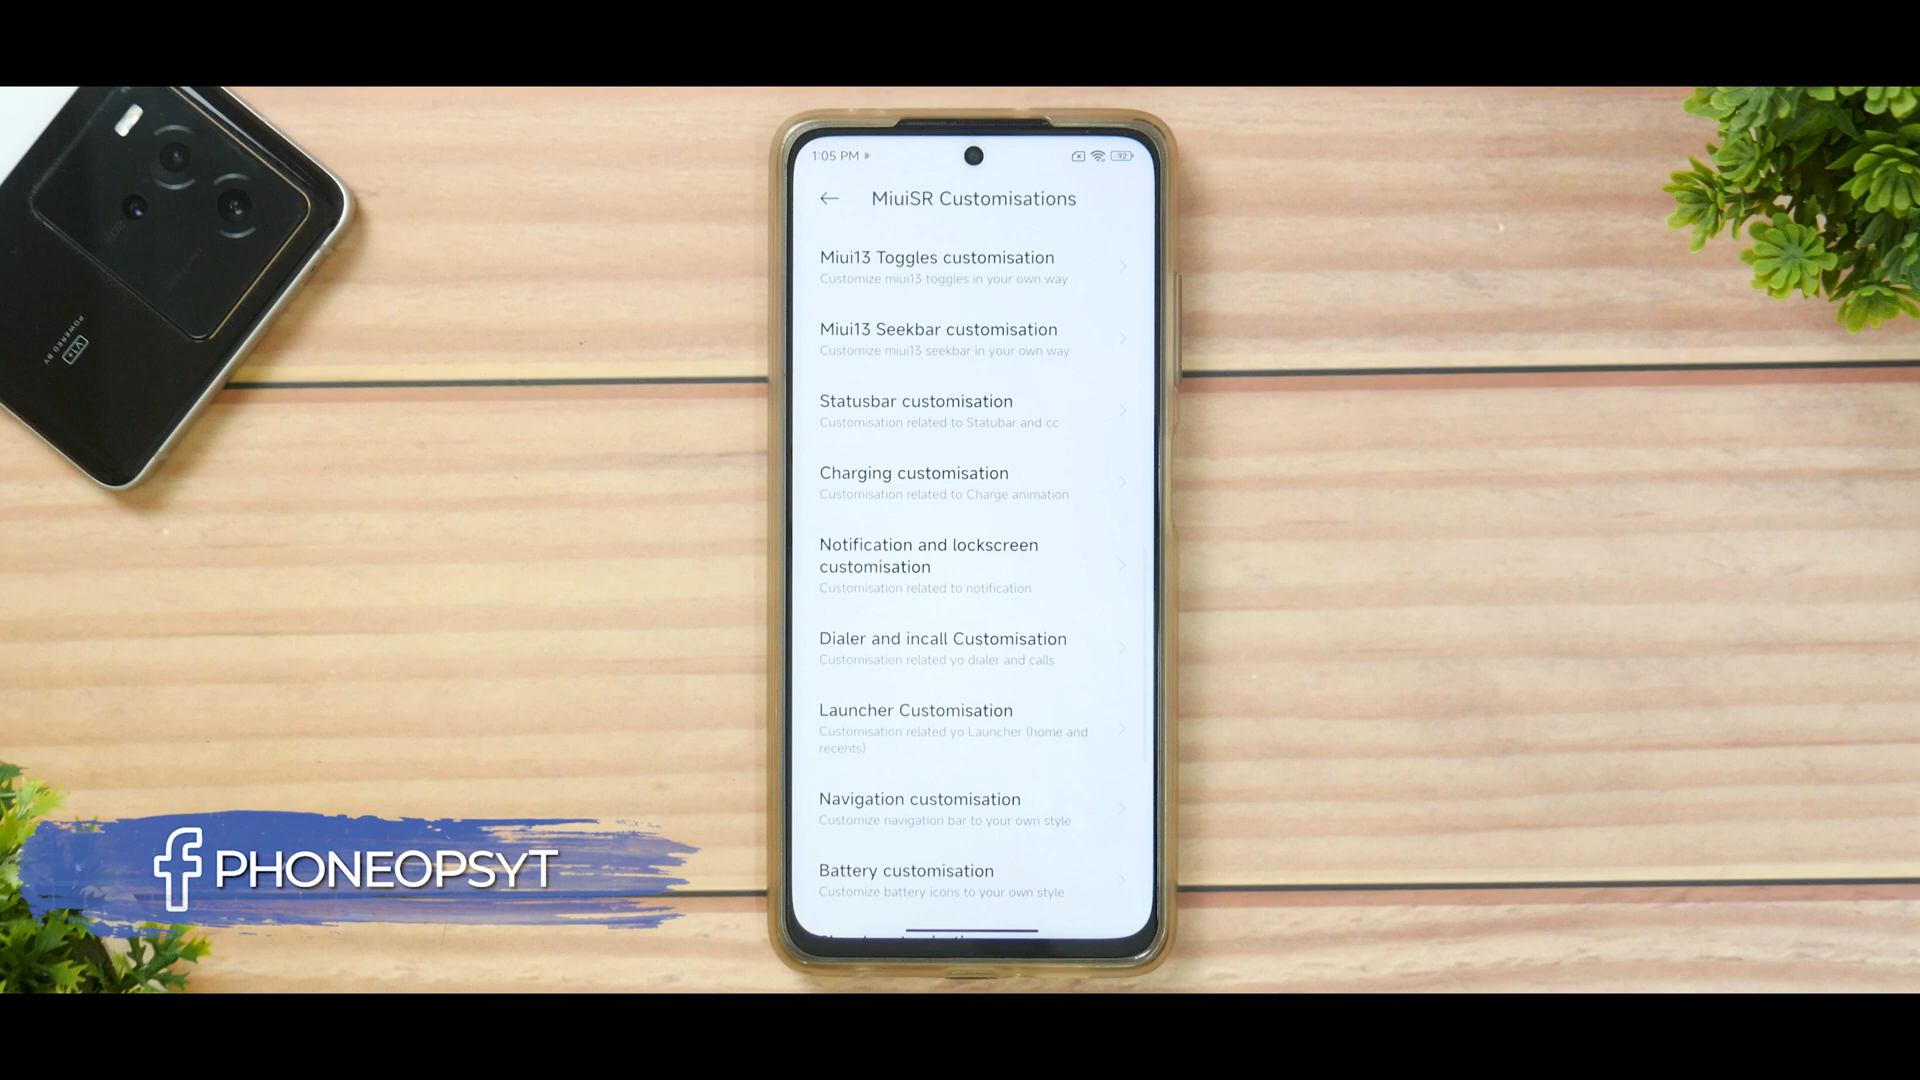 1:05 PM
92
MiuiSR Customisations
Miui13 Toggles customisation
Customize miui13 toggles in your own way
Miui13 Seekbar customisation
Customize miui13 seekbar in your own way
Statusbar customisation
Customisation related to Statubar and cc
Charging customisation
Customisation related to Charge animation
Notification and lockscreen
customisation
Customisation related to notification
Dialer and incall Customisation
Customisation related yo dialer and calls
Launcher Customisation
Customisation related yo Launcher (home and
recents)
Navigation customisation
Customize navigation bar to your own style
Battery customisation
Customize battery icons to your own style
POWERED BY
V1+
f PHONEOPSYT